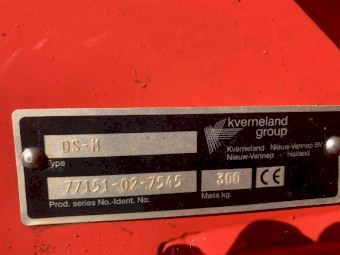 DS-M
Type
kverneland
group
Kverneland Nieuw-Vennep BV
Nieuw-Vennep - Holland
77151-02-7545
360
CE
Prod. series No.-Ident. No.
Mass kg.